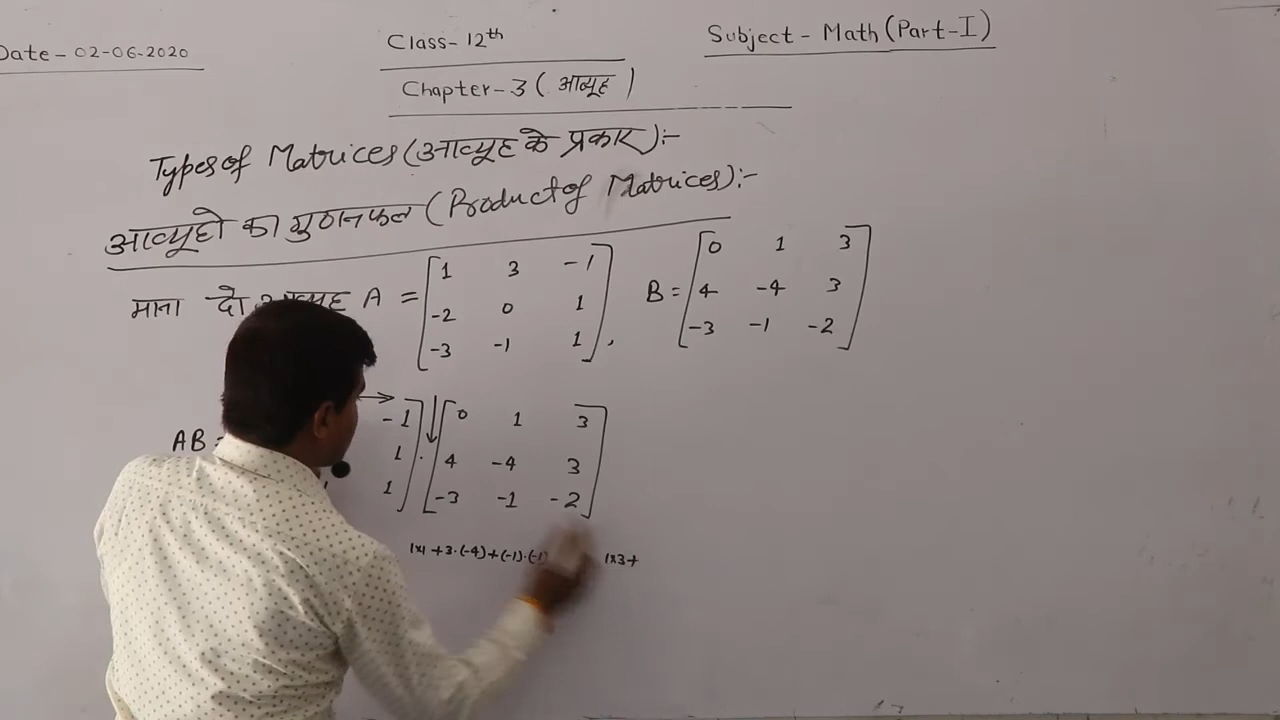 Date - 02-06-2020
Class- 12th
Subject - Math (Part-I)
Chapter-3 ( आव्यूह )
Types of Matrices (आव्यूह के प्रकार):-
आव्यूहो का गुणनफल (Product of Matrices):-
माना दो आव्यूह A = [ 1 3 -1
-2 0 1
-3 -1 1 ] ,
B = [ 0 1 3
4 -4 3
-3 -1 -2 ]
AB = - 1
1
1 ] . [ 0 1 3
4 -4 3
-3 -1 -2 ]
1×1 +3·(-4)+(-1)·(-1) 1×3+